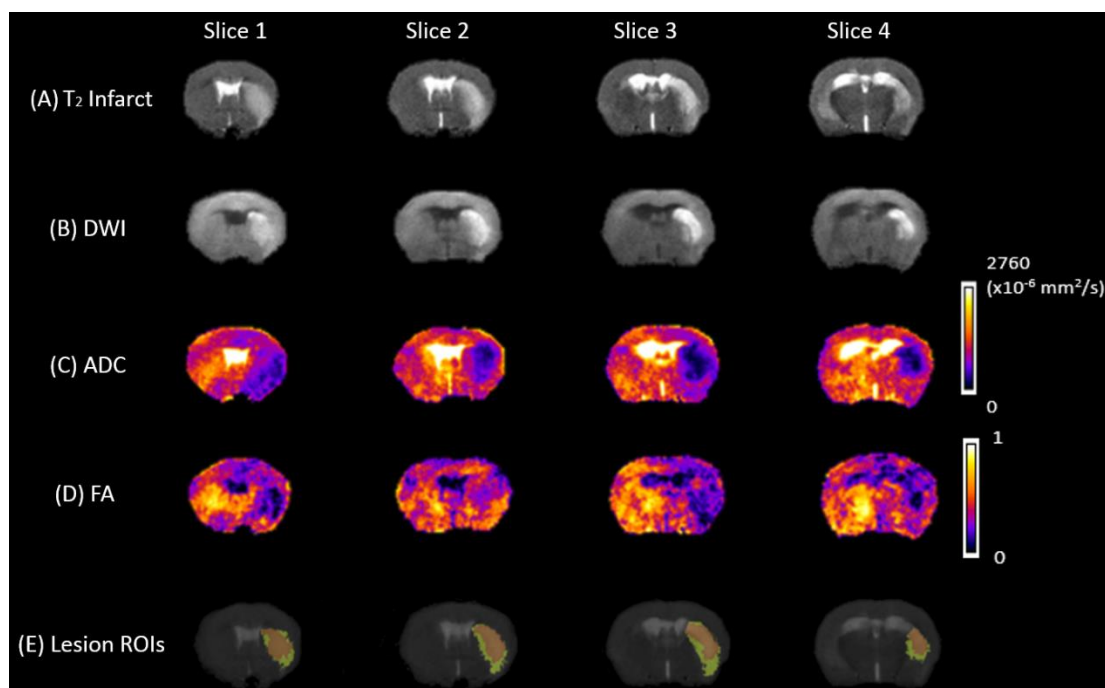 Slice 1 Slice 2 Slice 3 Slice 4
(A) T₂ Infarct
(B) DWI
2760
(x10⁻⁶ mm²/s)
(C) ADC
0
1
(D) FA
0
(E) Lesion ROIs